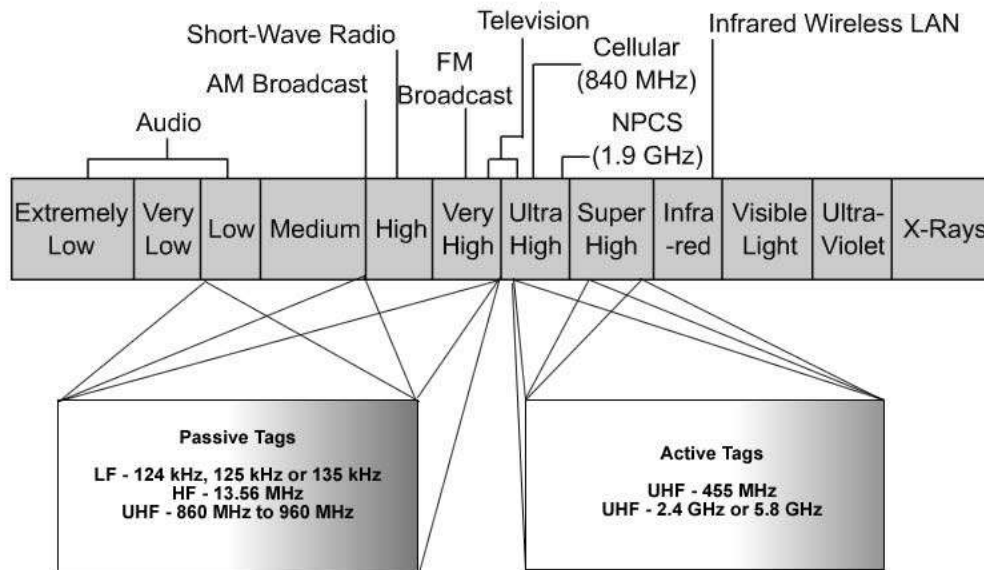 Television
Infrared Wireless LAN
Short-Wave Radio
Cellular
(840 MHz)
FM
Broadcast
AM Broadcast
NPCS
(1.9 GHz)
Audio
Extremely
Low
Very
Low
Low
Medium
High
Very
High
Ultra
High
Super
High
Infra
-red
Visible
Light
Ultra-
Violet
X-Rays
Passive Tags
LF - 124 kHz, 125 kHz or 135 kHz
HF - 13.56 MHz
UHF - 860 MHz to 960 MHz
Active Tags
UHF - 455 MHz
UHF - 2.4 GHz or 5.8 GHz